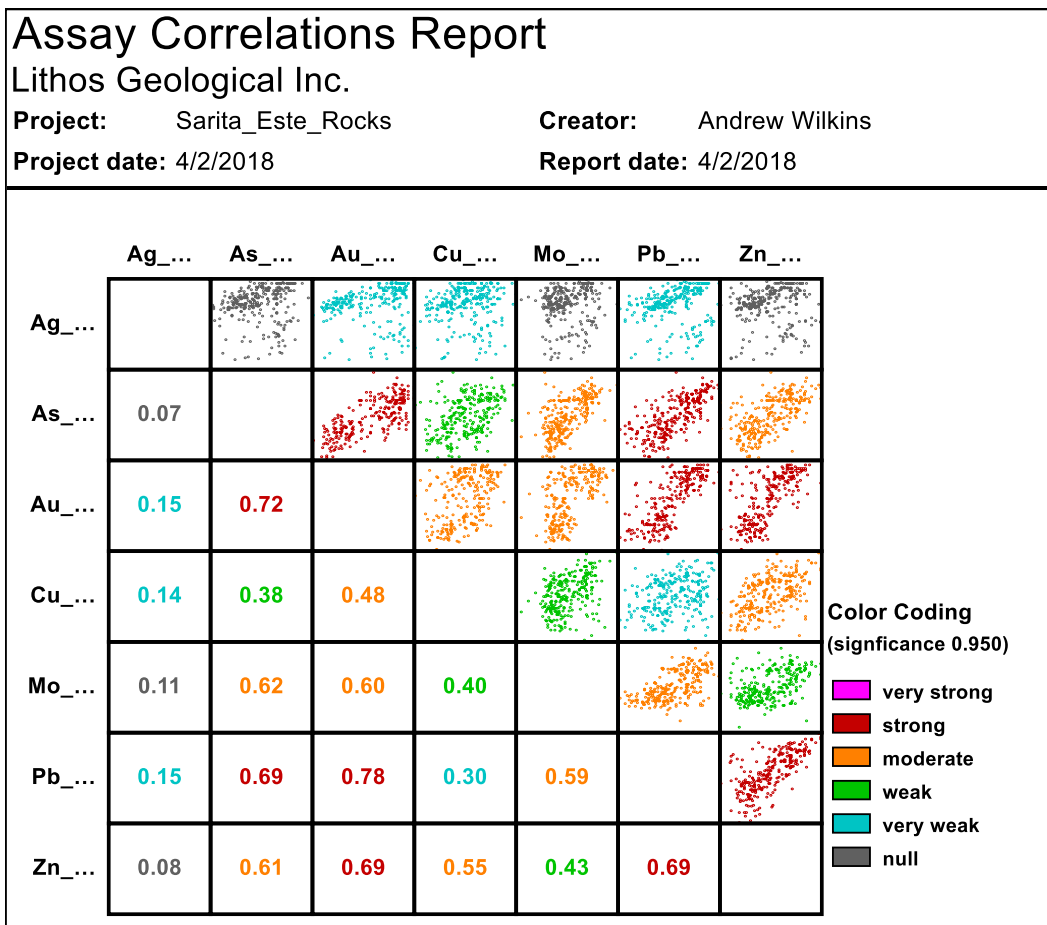 Assay Correlations Report
Lithos Geological Inc.
Project: Sarita_Este_Rocks Creator: Andrew Wilkins
Project date: 4/2/2018 Report date: 4/2/2018
Ag_... As_... Au_... Cu_... Mo_... Pb_... Zn_...
Ag_...
As_... 0.07
Au_... 0.15 0.72
Cu_... 0.14 0.38 0.48
Mo_... 0.11 0.62 0.60 0.40
Pb_... 0.15 0.69 0.78 0.30 0.59
Zn_... 0.08 0.61 0.69 0.55 0.43 0.69
Color Coding
(signficance 0.950)
very strong
strong
moderate
weak
very weak
null